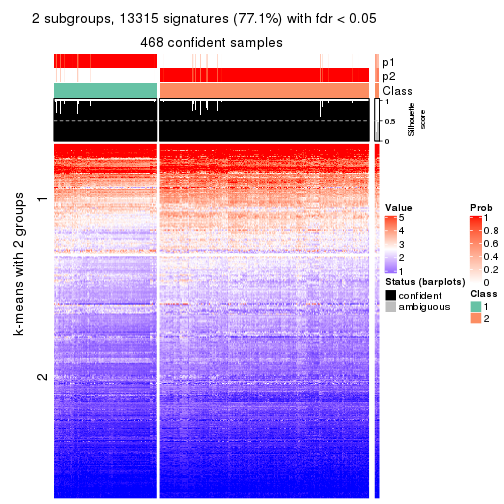 2 subgroups, 13315 signatures (77.1%) with fdr < 0.05
468 confident samples
p1
p2
Class
1
0.5
0
Silhouette
score
k-means with 2 groups
1
2
Value
5
4
3
2
1
Status (barplots)
confident
ambiguous
Prob
1
0.8
0.6
0.4
0.2
0
Class
1
2